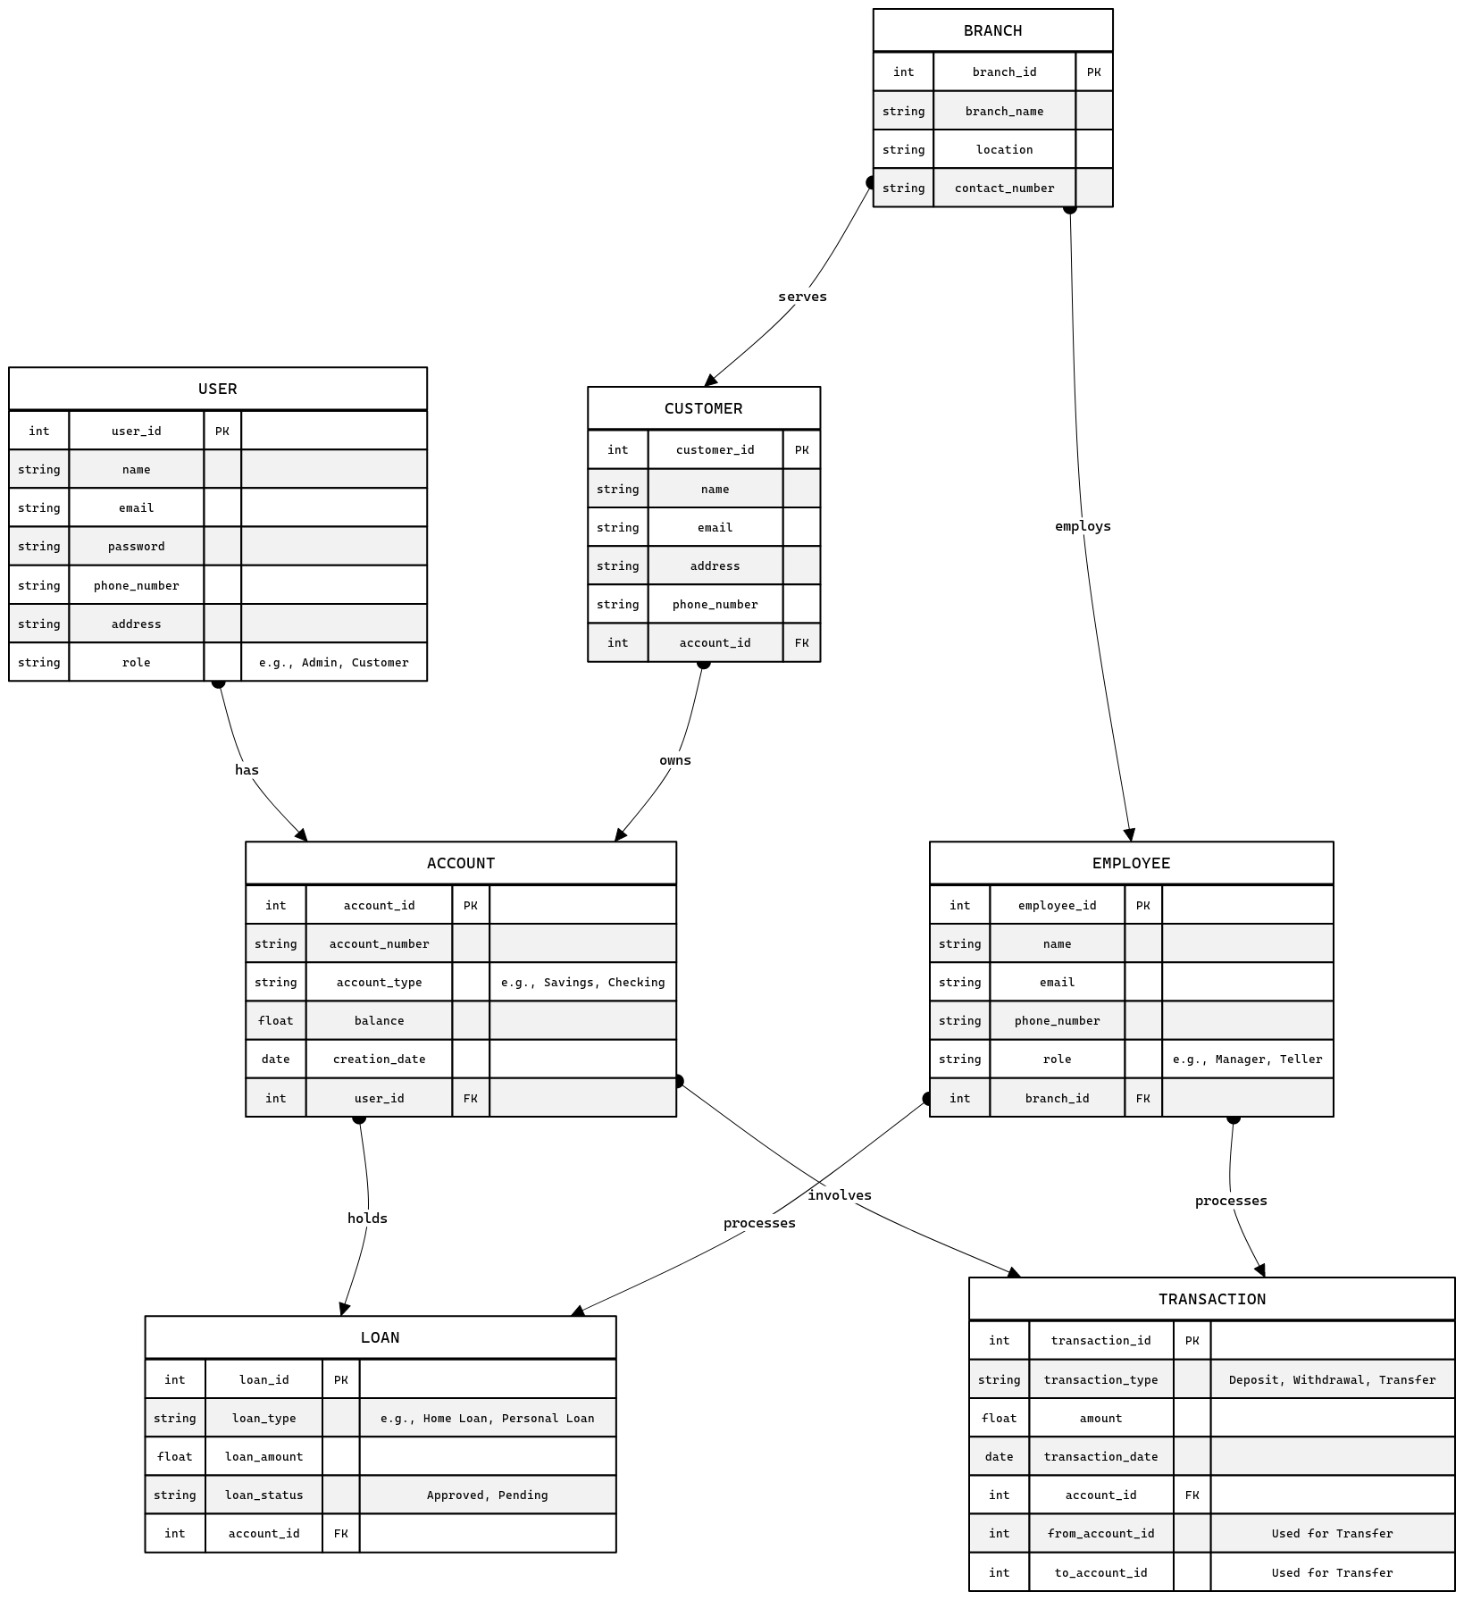 BRANCH
int branch_id PK
string branch_name
string location
string contact_number
serves
employs
USER
int user_id PK
string name
string email
string password
string phone_number
string address
string role e.g., Admin, Customer
CUSTOMER
int customer_id PK
string name
string email
string address
string phone_number
int account_id FK
has
owns
ACCOUNT
int account_id PK
string account_number
string account_type e.g., Savings, Checking
float balance
date creation_date
int user_id FK
EMPLOYEE
int employee_id PK
string name
string email
string phone_number
string role e.g., Manager, Teller
int branch_id FK
holds
involves
processes
processes
LOAN
int loan_id PK
string loan_type e.g., Home Loan, Personal Loan
float loan_amount
string loan_status Approved, Pending
int account_id FK
TRANSACTION
int transaction_id PK
string transaction_type Deposit, Withdrawal, Transfer
float amount
date transaction_date
int account_id FK
int from_account_id Used for Transfer
int to_account_id Used for Transfer